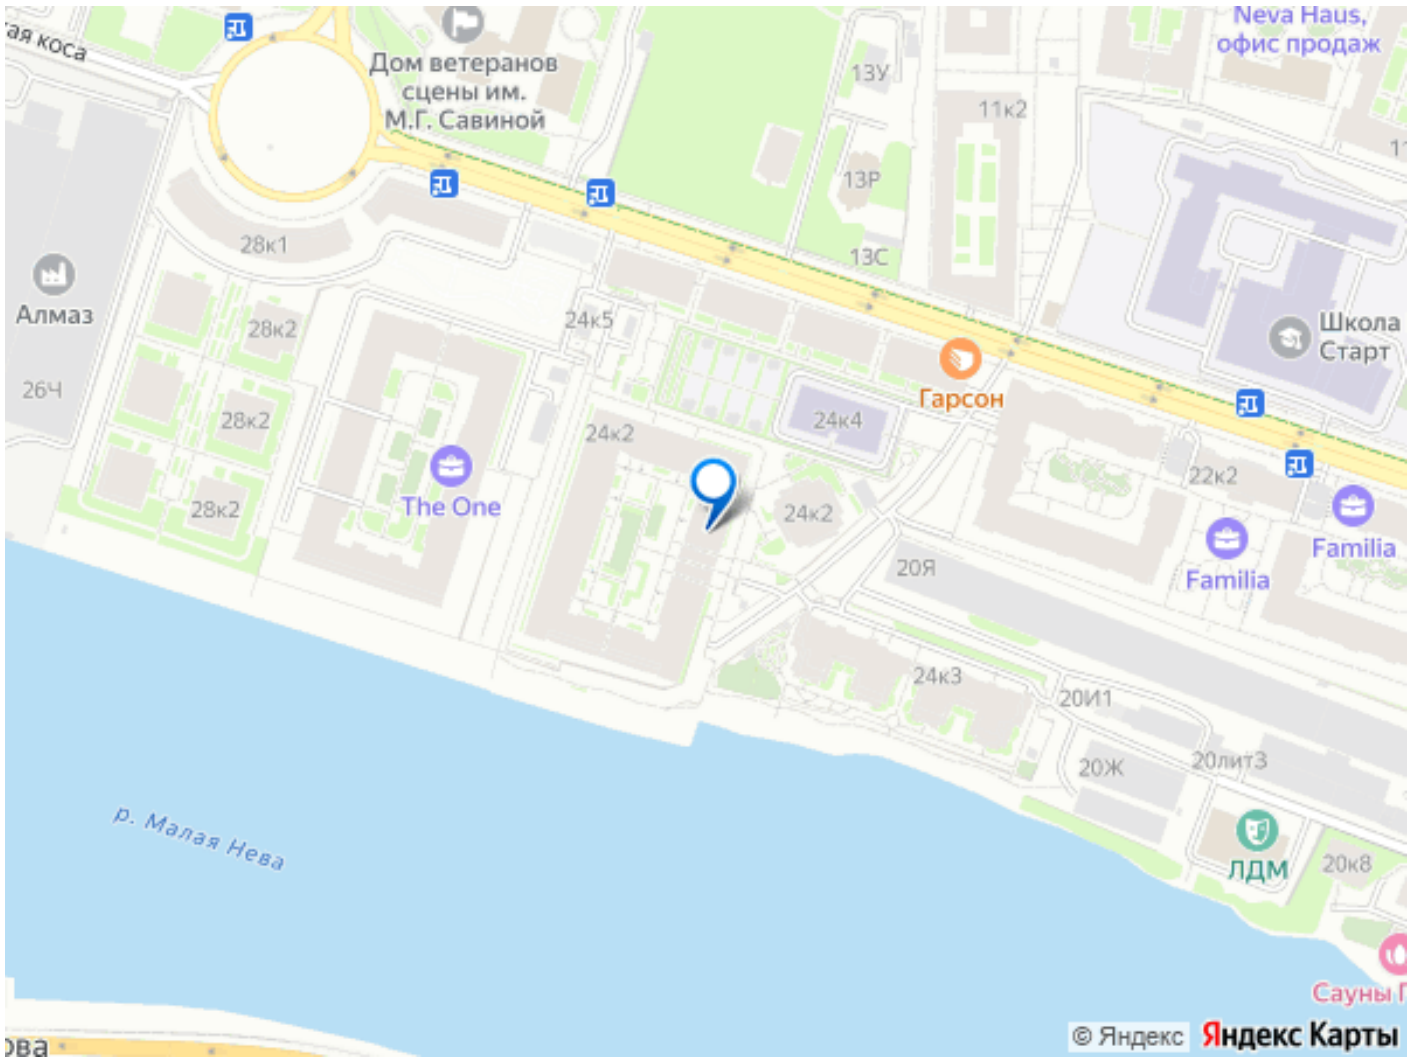 ая коса
Дом ветеранов
сцены им.
М.Г. Савиной
Neva Haus,
офис продаж
13У
11к2
11
13Р
13С
28к1
Алмаз
28к2
24к5
Школа
Старт
26Ч
Гарсон
28к2
24к2
24к4
22к2
The One
28к2
24к2
Familia
20Я
Familia
24к3
20И1
20Ж
20литЗ
р. Малая Нева
ЛДМ
20к8
Сауны Г
ова
© Яндекс
Яндекс Карты